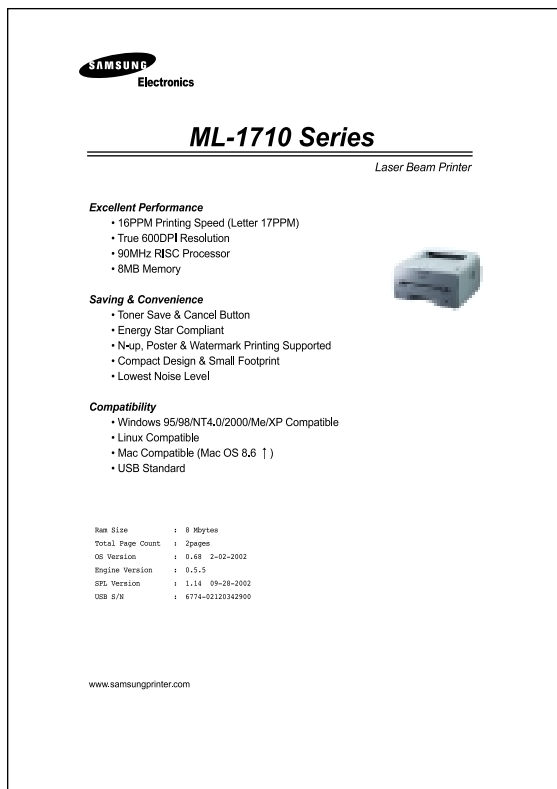 SAMSUNG
Electronics
ML-1710 Series
Laser Beam Printer
Excellent Performance
• 16PPM Printing Speed (Letter 17PPM)
• True 600DPI Resolution
• 90MHz RISC Processor
• 8MB Memory
Saving & Convenience
• Toner Save & Cancel Button
• Energy Star Compliant
• N-up, Poster & Watermark Printing Supported
• Compact Design & Small Footprint
• Lowest Noise Level
Compatibility
• Windows 95/98/NT4.0/2000/Me/XP Compatible
• Linux Compatible
• Mac Compatible (Mac OS 8.6 ↑ )
• USB Standard
Ram Size : 8 Mbytes
Total Page Count : 2pages
OS Version : 0.68 2-02-2002
Engine Version : 0.5.5
SPL Version : 1.14 09-28-2002
USB S/N : 6774-02120342900
www.samsungprinter.com